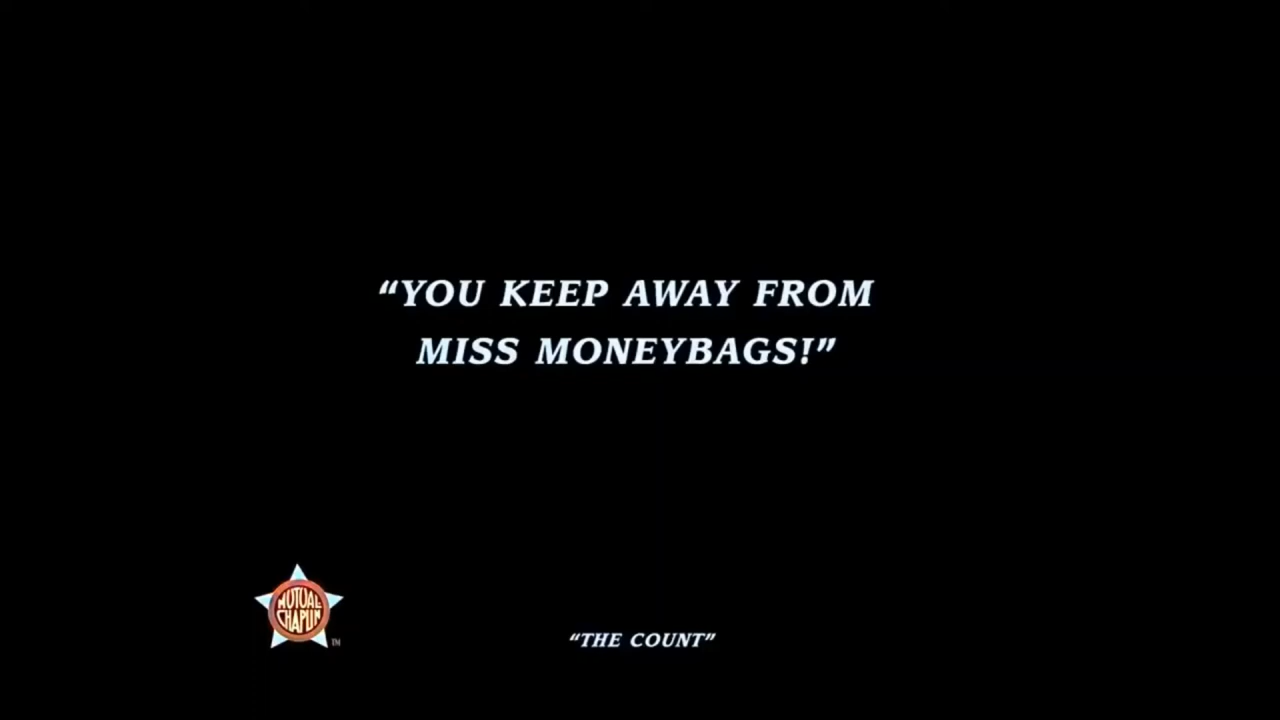 “YOU KEEP AWAY FROM
MISS MONEYBAGS!”
MUTUAL
CHAPLIN
TM
“THE COUNT”